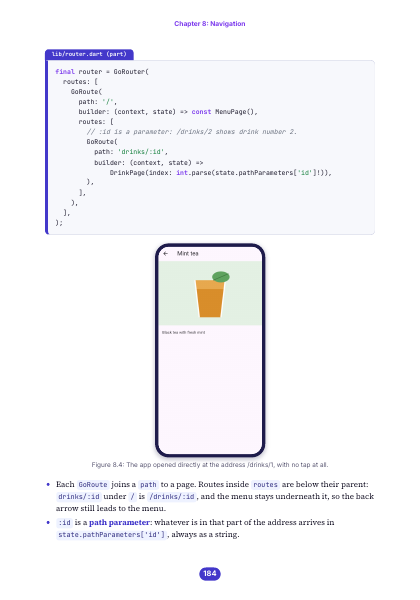 Chapter 8: Navigation
lib/router.dart (part)
final router = GoRouter(
  routes: [
    GoRoute(
      path: '/',
      builder: (context, state) => const MenuPage(),
      routes: [
        // :id is a parameter: /drinks/2 shows drink number 2.
        GoRoute(
          path: 'drinks/:id',
          builder: (context, state) =>
              DrinkPage(index: int.parse(state.pathParameters['id']!)),
        ),
      ],
    ),
  ],
);
← Mint tea
Black tea with fresh mint
Figure 8.4: The app opened directly at the address /drinks/1, with no tap at all.
• Each GoRoute joins a path to a page. Routes inside routes are below their parent:
drinks/:id under / is /drinks/:id, and the menu stays underneath it, so the back
arrow still leads to the menu.
• :id is a path parameter: whatever is in that part of the address arrives in
state.pathParameters['id'], always as a string.
184